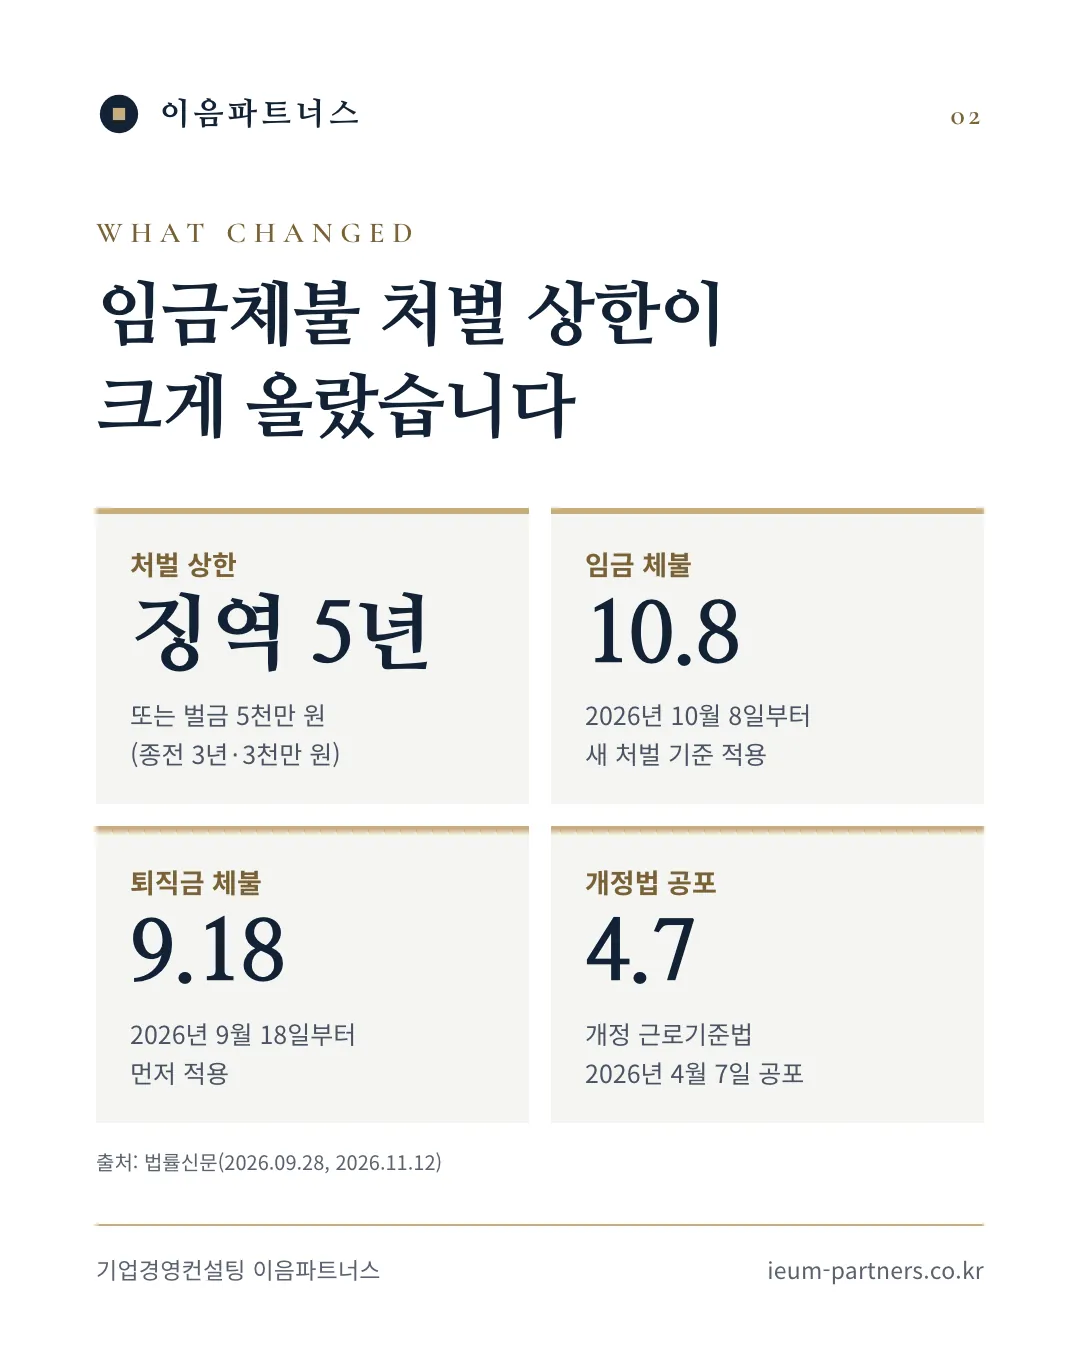 이음파트너스
02
WHAT CHANGED
임금체불 처벌 상한이
크게 올랐습니다
처벌 상한
징역 5년
또는 벌금 5천만 원
(종전 3년·3천만 원)
임금 체불
10.8
2026년 10월 8일부터
새 처벌 기준 적용
퇴직금 체불
9.18
2026년 9월 18일부터
먼저 적용
개정법 공포
4.7
개정 근로기준법
2026년 4월 7일 공포
출처: 법률신문(2026.09.28, 2026.11.12)
기업경영컨설팅 이음파트너스
ieum-partners.co.kr